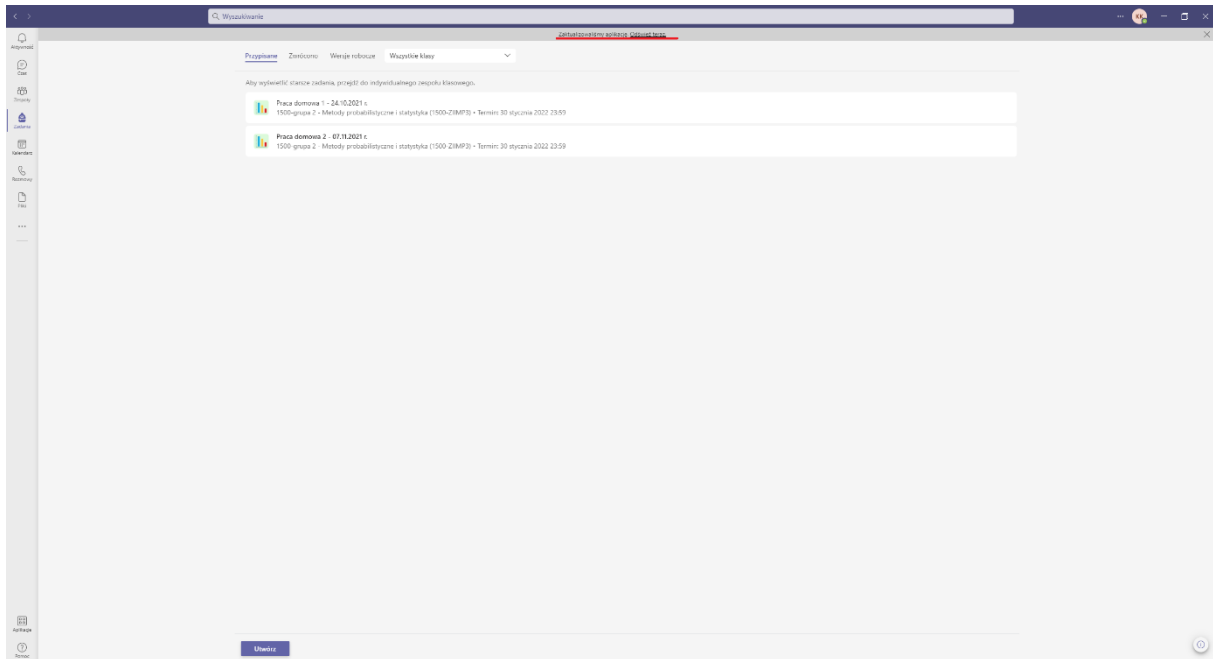 Wyszukiwanie
KK
Zaktualizowaliśmy aplikację. Odśwież teraz.
Aktywność
Czat
Zespoły
Zadania
Kalendarz
Rozmowy
Pliki
Przypisane Zwrócono Wersje robocze Wszystkie klasy
Aby wyświetlić starsze zadania, przejdź do indywidualnego zespołu klasowego.
Praca domowa 1 - 24.10.2021 r.
1500-grupa 2 - Metody probabilistyczne i statystyka (1500-ZIIMP3) • Termin: 30 stycznia 2022 23:59
Praca domowa 2 - 07.11.2021 r.
1500-grupa 2 - Metody probabilistyczne i statystyka (1500-ZIIMP3) • Termin: 30 stycznia 2022 23:59
Aplikacje
Pomoc
Utwórz